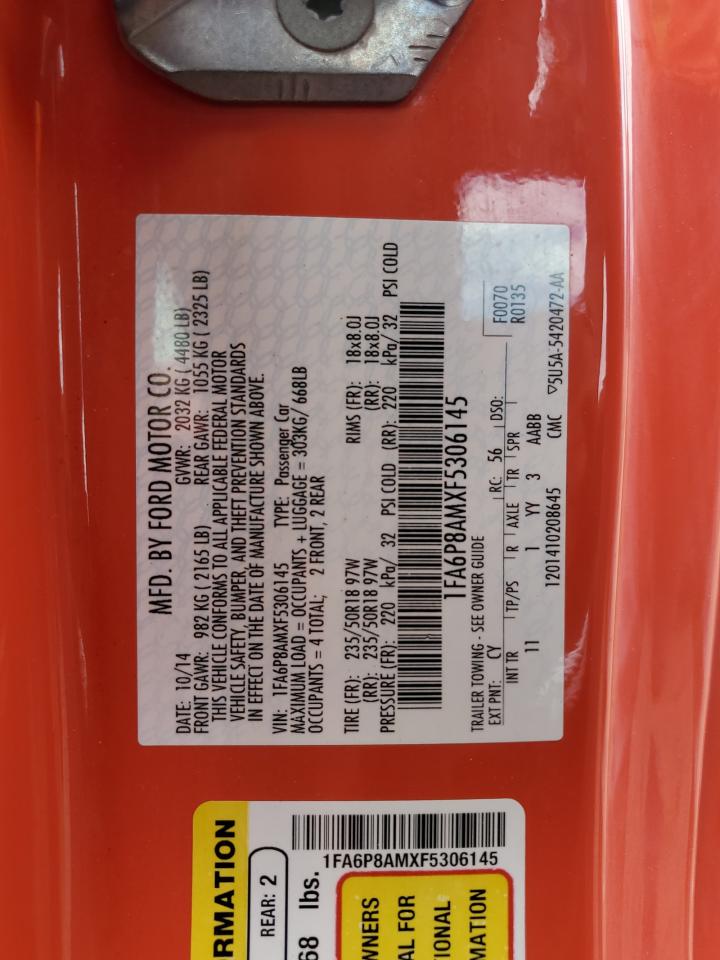 MFD. BY FORD MOTOR CO.
DATE: 10/14 GVWR: 2032 KG ( 4480 LB)
FRONT GAWR: 982 KG ( 2165 LB) REAR GAWR: 1055 KG ( 2325 LB)
THIS VEHICLE CONFORMS TO ALL APPLICABLE FEDERAL MOTOR
VEHICLE SAFETY, BUMPER, AND THEFT PREVENTION STANDARDS
IN EFFECT ON THE DATE OF MANUFACTURE SHOWN ABOVE.
VIN: 1FA6P8AMXF5306145 TYPE: Passenger Car
MAXIMUM LOAD = OCCUPANTS + LUGGAGE = 303KG/ 668LB
OCCUPANTS = 4 TOTAL; 2 FRONT, 2 REAR
TIRE (FR): 235/50R18 97W RIMS (FR): 18x8.0J
(RR): 235/50R18 97W (RR): 18x8.0J
PRESSURE (FR): 220 kPa/ 32 PSI COLD (RR): 220 kPa/ 32 PSI COLD
1FA6P8AMXF5306145
TRAILER TOWING - SEE OWNER GUIDE F0070
EXT PNT: CY RC: 56 DSO: R0135
INT TR TP/PS R AXLE TR SPR
11 1 YY 3 AABB
1201410208645 CMC ▽5U5A-5420472-AA
RMATION
REAR: 2
68 lbs.
1FA6P8AMXF5306145
WNERS
AL FOR
TIONAL
MATION